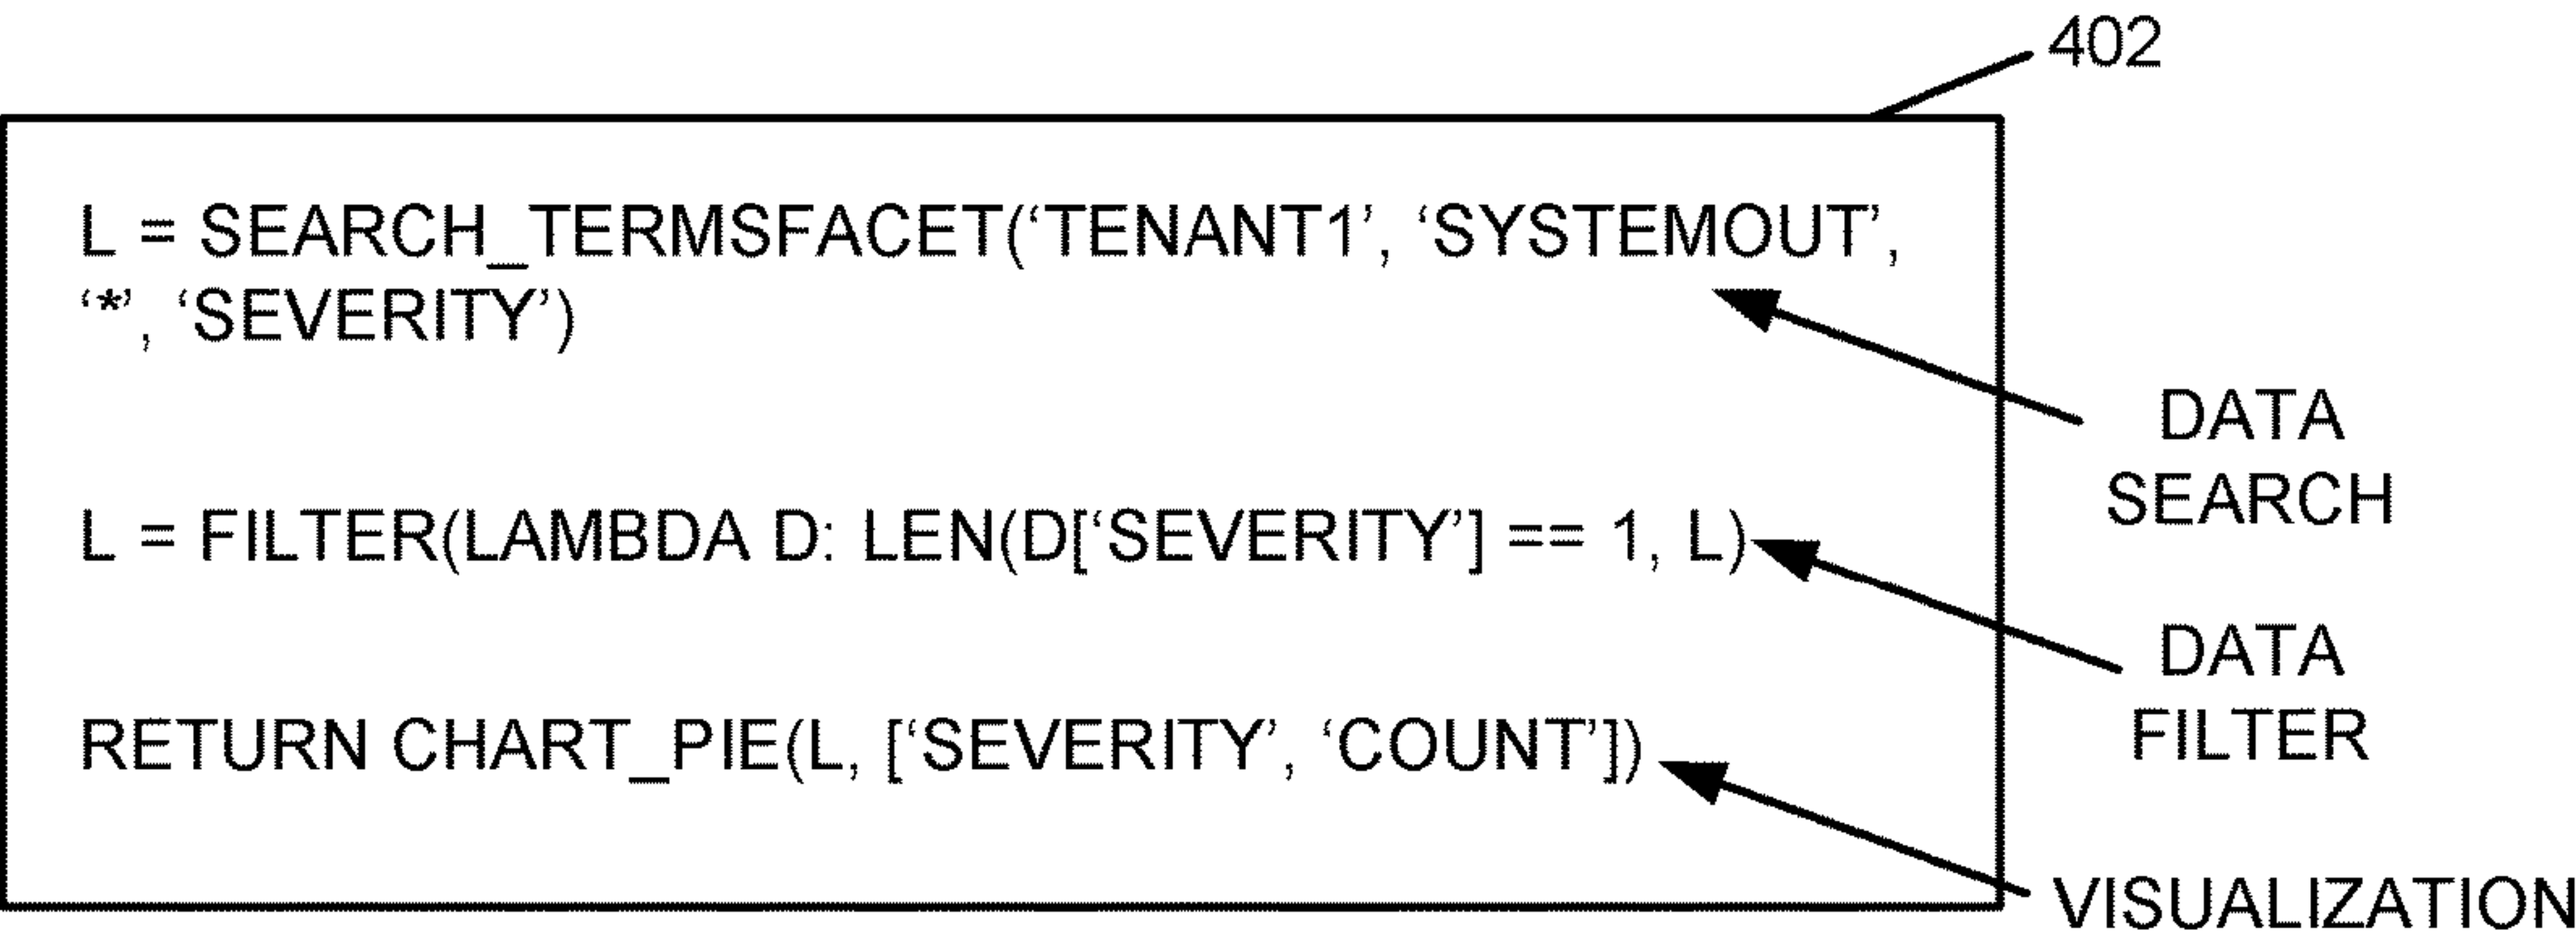 402
L = SEARCH_TERMSFACET(‘TENANT1’, ‘SYSTEMOUT’,
‘*’, ‘SEVERITY’)
DATA
SEARCH
L = FILTER(LAMBDA D: LEN(D[‘SEVERITY’] == 1, L)
DATA
FILTER
RETURN CHART_PIE(L, [‘SEVERITY’, ‘COUNT’])
VISUALIZATION